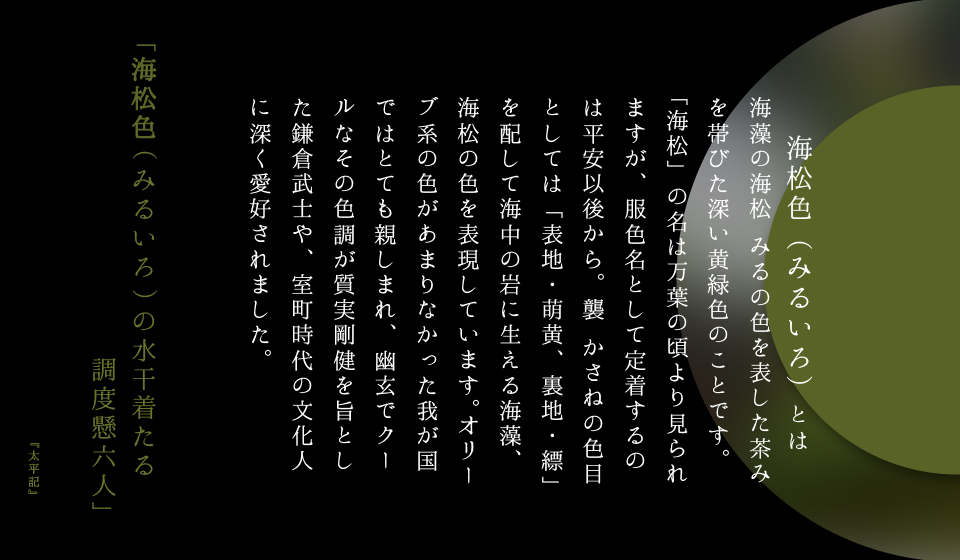 海松色（みるいろ）とは
海藻の海松 みるの色を表した茶み
を帯びた深い黄緑色のことです。
「海松」の名は万葉の頃より見られ
ますが、服色名として定着するの
は平安以後から。襲 かさねの色目
としては「表地・萌黄、裏地・縹」
を配して海中の岩に生える海藻、
海松の色を表現しています。オリー
ブ系の色があまりなかった我が国
ではとても親しまれ、幽玄でクー
ルなその色調が質実剛健を旨とし
た鎌倉武士や、室町時代の文化人
に深く愛好されました。
「海松色（みるいろ）の水干着たる
調度懸六人」
『太平記』